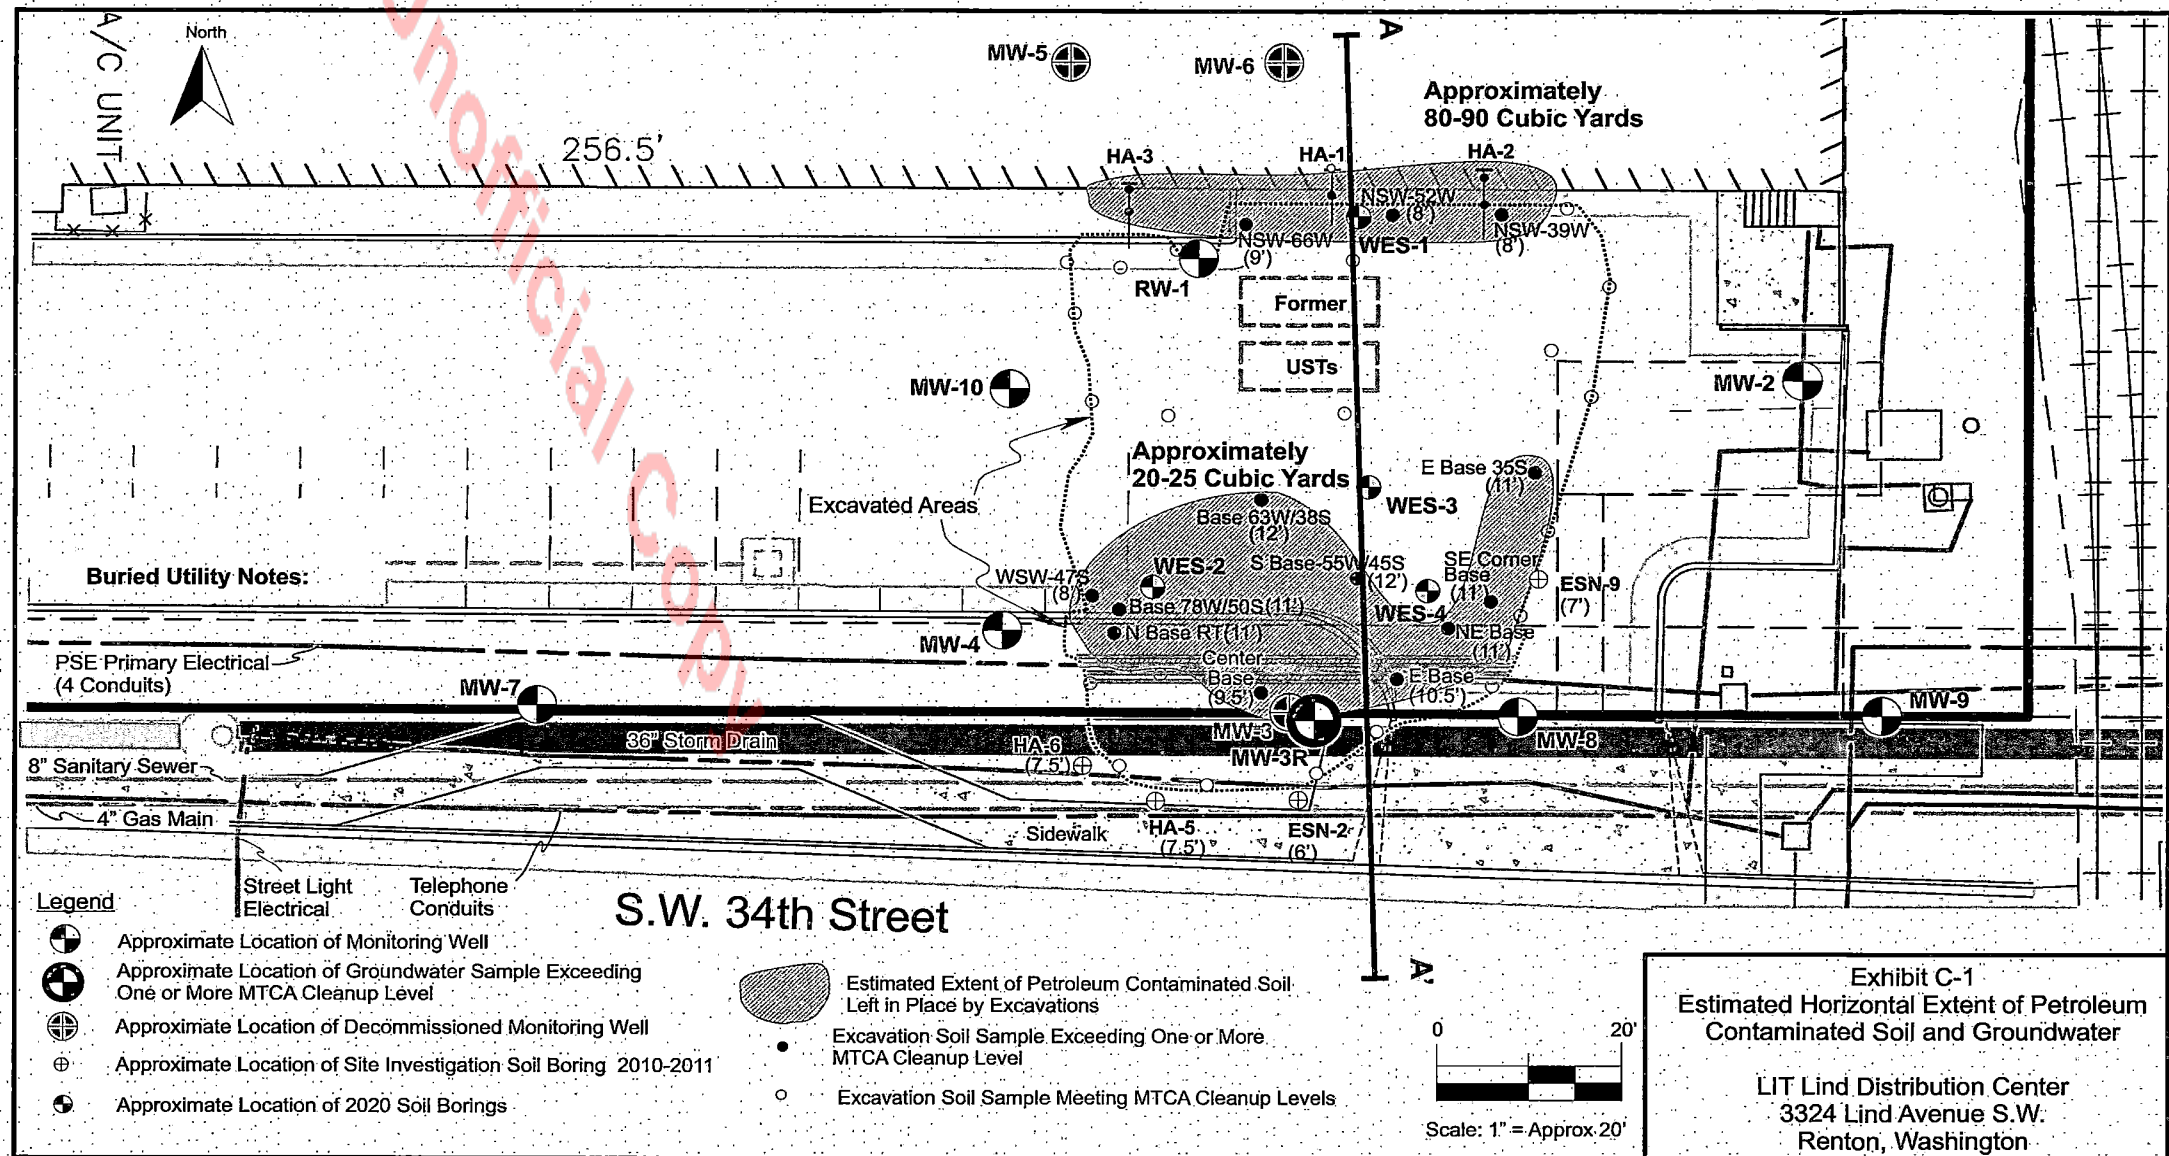 A/C UNIT
North
256.5'
MW-5
MW-6
A
Approximately
80-90 Cubic Yards
HA-3
HA-1
HA-2
NSW-52W
(8')
NSW-66W
(9')
WES-1
NSW-39W
(8')
RW-1
Former
USTs
MW-10
MW-2
Approximately
20-25 Cubic Yards
E Base 35S
(11')
Excavated Areas
WES-3
Base 63W/38S
(12')
Buried Utility Notes:
WES-2
S Base-55W/45S
(12')
SE Corner
Base
(11')
WSW-47S
(8')
ESN-9
(7')
Base 78W/50S(11')
WES-4
N Base RT(11')
NE Base
(11')
MW-4
PSE Primary Electrical
(4 Conduits)
Center
Base
(9.5')
E Base
(10.5')
MW-7
MW-9
MW-3
MW-3R
MW-8
36" Storm Drain
HA-6
(7.5')
8" Sanitary Sewer
4" Gas Main
Sidewalk
HA-5
(7.5')
ESN-2
(6')
Street Light
Electrical
Telephone
Conduits
S.W. 34th Street
A'
Legend
Approximate Location of Monitoring Well
Approximate Location of Groundwater Sample Exceeding
One or More MTCA Cleanup Level
Approximate Location of Decommissioned Monitoring Well
Approximate Location of Site Investigation Soil Boring 2010-2011
Approximate Location of 2020 Soil Borings
Estimated Extent of Petroleum Contaminated Soil
Left in Place by Excavations
Excavation Soil Sample Exceeding One or More
MTCA Cleanup Level
Excavation Soil Sample Meeting MTCA Cleanup Levels
0 20'
Scale: 1" = Approx 20'
Exhibit C-1
Estimated Horizontal Extent of Petroleum
Contaminated Soil and Groundwater
LIT Lind Distribution Center
3324 Lind Avenue S.W.
Renton, Washington
Unofficial Copy